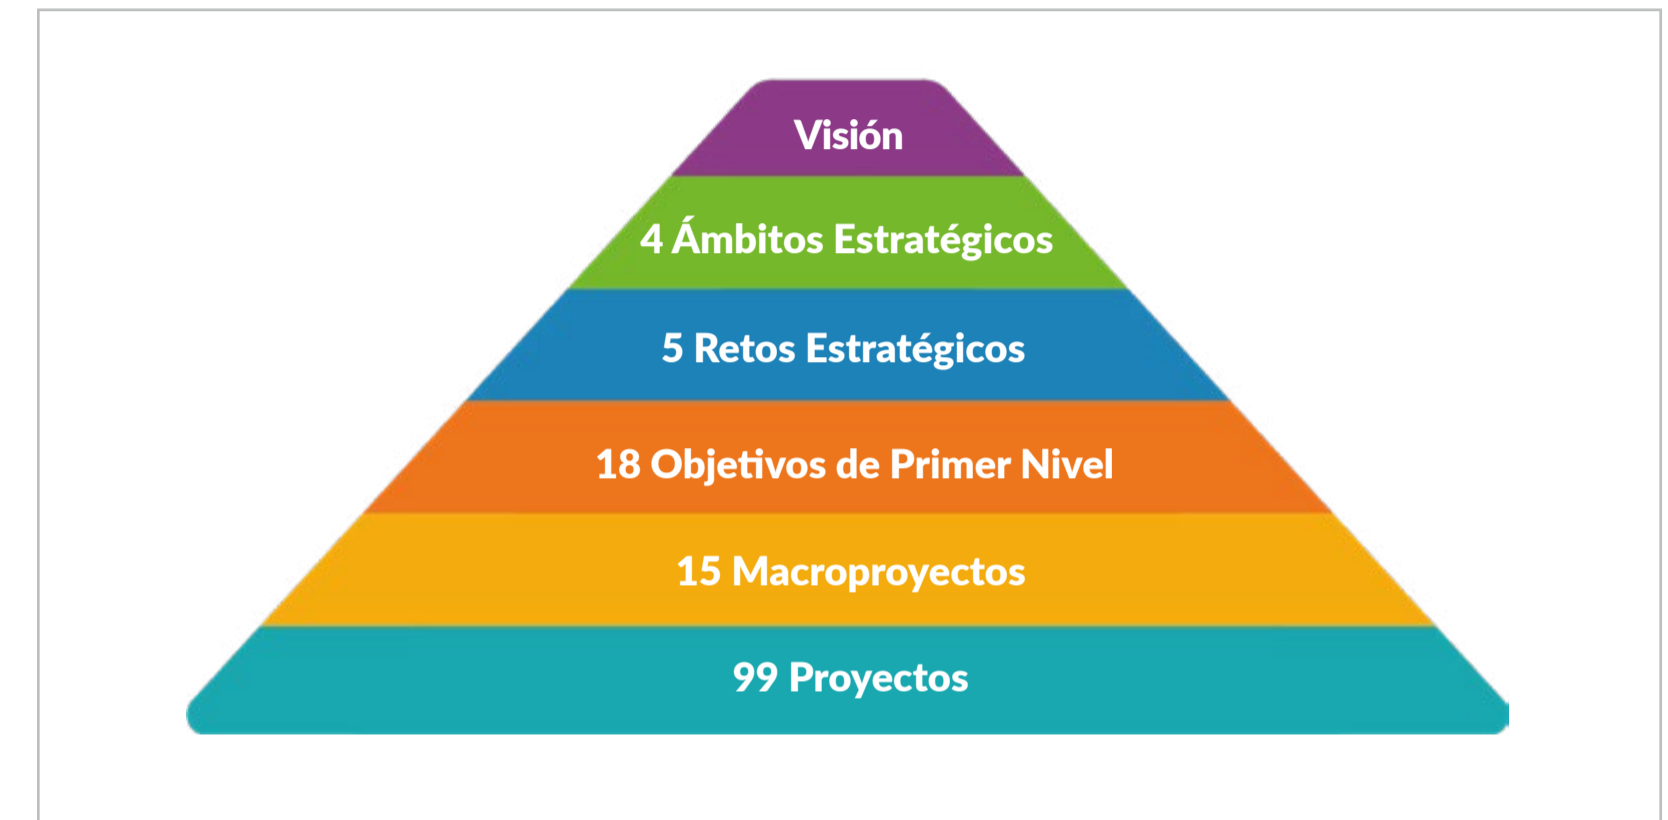 Visión
4 Ámbitos Estratégicos
5 Retos Estratégicos
18 Objetivos de Primer Nivel
15 Macroproyectos
99 Proyectos